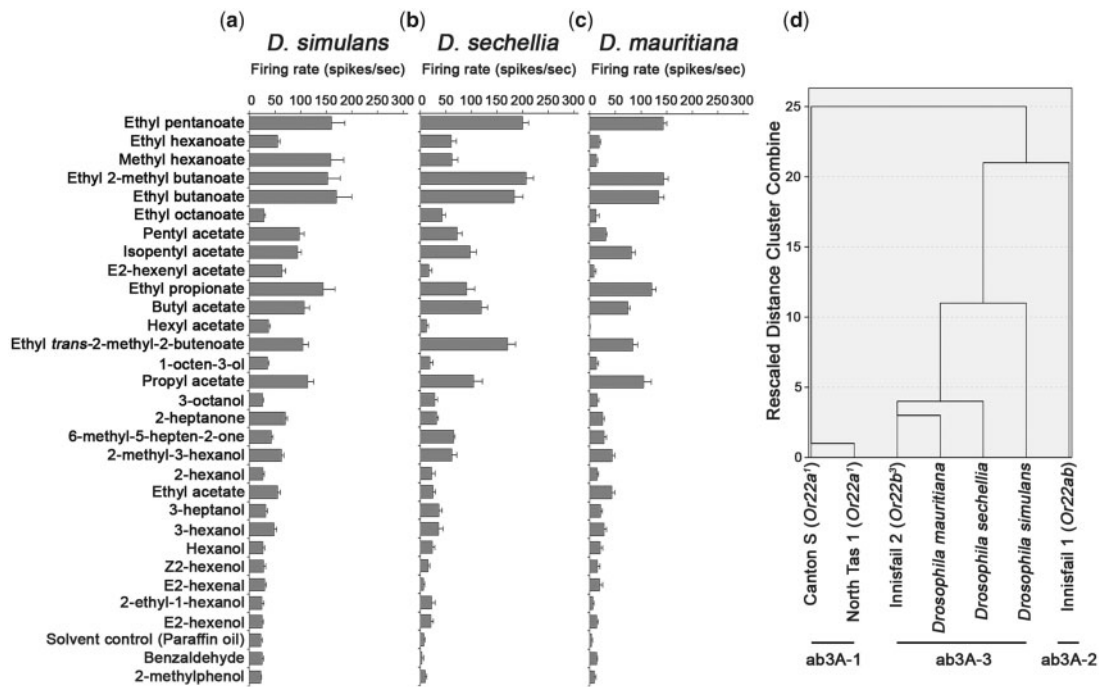 (a) (b) (c) (d)
D. simulans D. sechellia D. mauritiana
Firing rate (spikes/sec) Firing rate (spikes/sec) Firing rate (spikes/sec)
0 50 100 150 200 250 300 0 50 100 150 200 250 300 0 50 100 150 200 250 300
Ethyl pentanoate
Ethyl hexanoate
Methyl hexanoate
Ethyl 2-methyl butanoate
Ethyl butanoate
Ethyl octanoate
Pentyl acetate
Isopentyl acetate
E2-hexenyl acetate
Ethyl propionate
Butyl acetate
Hexyl acetate
Ethyl trans-2-methyl-2-butenoate
1-octen-3-ol
Propyl acetate
3-octanol
2-heptanone
6-methyl-5-hepten-2-one
2-methyl-3-hexanol
2-hexanol
Ethyl acetate
3-heptanol
3-hexanol
Hexanol
Z2-hexenol
E2-hexenal
2-ethyl-1-hexanol
E2-hexenol
Solvent control (Paraffin oil)
Benzaldehyde
2-methylphenol
Rescaled Distance Cluster Combine
25
20
15
10
5
0
Canton S (Or22a¹)
North Tas 1 (Or22a¹)
Innisfail 2 (Or22b³)
Drosophila mauritiana
Drosophila sechellia
Drosophila simulans
Innisfail 1 (Or22ab)
ab3A-1 ab3A-3 ab3A-2